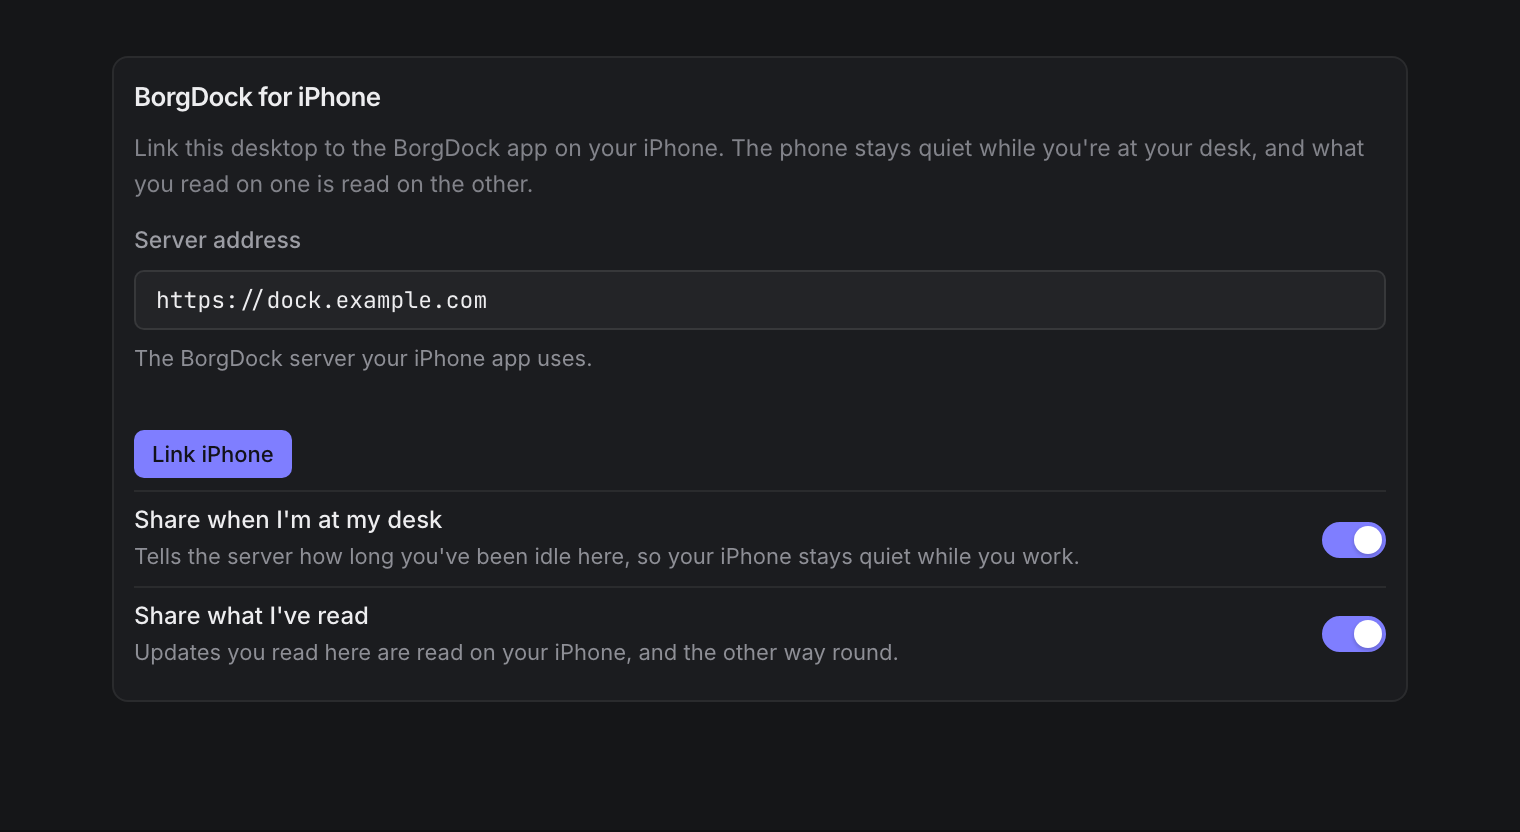 BorgDock for iPhone
Link this desktop to the BorgDock app on your iPhone. The phone stays quiet while you're at your desk, and what
you read on one is read on the other.
Server address
https://dock.example.com
The BorgDock server your iPhone app uses.
Link iPhone
Share when I'm at my desk
Tells the server how long you've been idle here, so your iPhone stays quiet while you work.
Share what I've read
Updates you read here are read on your iPhone, and the other way round.